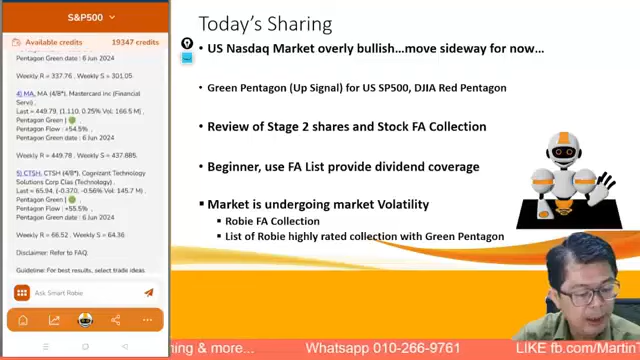 S&P500
Available credits 19347 credits
Weekly R = 337.76 , Weekly S = 301.05
4] MA, MA (4/8*), Mastercard Inc (Financial
Servi)
Last = 449.79, (1.110, 0.25% Vol: 166.5 M) ,
Pentagon Green |
Pentagon Flow : +54.5% ,
Pentagon Green date : 6 Jun 2024
Weekly R = 449.78 , Weekly S = 437.685,
5) CTSH, CTSH (4/8*), Cognizant Technology
Solutions Corp Clas (Technology) ,
Last = 65.94, (-0.370, -0.56% Vol: 145.7 M) ,
Pentagon Green |
Pentagon Flow : +55.5% ,
Pentagon Green date : 6 Jun 2024
Weekly R = 66.52 , Weekly S = 64.36
Disclaimer: Refer to FAQ.
Guideline: For best results, select trade ideas
Ask Smart Robie
Today's Sharing
• US Nasdaq Market overly bullish...move sideway for now...
• Green Pentagon (Up Signal) for US SP500, DJIA Red Pentagon
• Review of Stage 2 shares and Stock FA Collection
• Beginner, use FA List provide dividend coverage
• Market is undergoing market Volatility
• Robie FA Collection
• List of Robie highly rated collection with Green Pentagon
ning & more... Whatsapp 010-266-9761 LIKE fb.com/MartinT